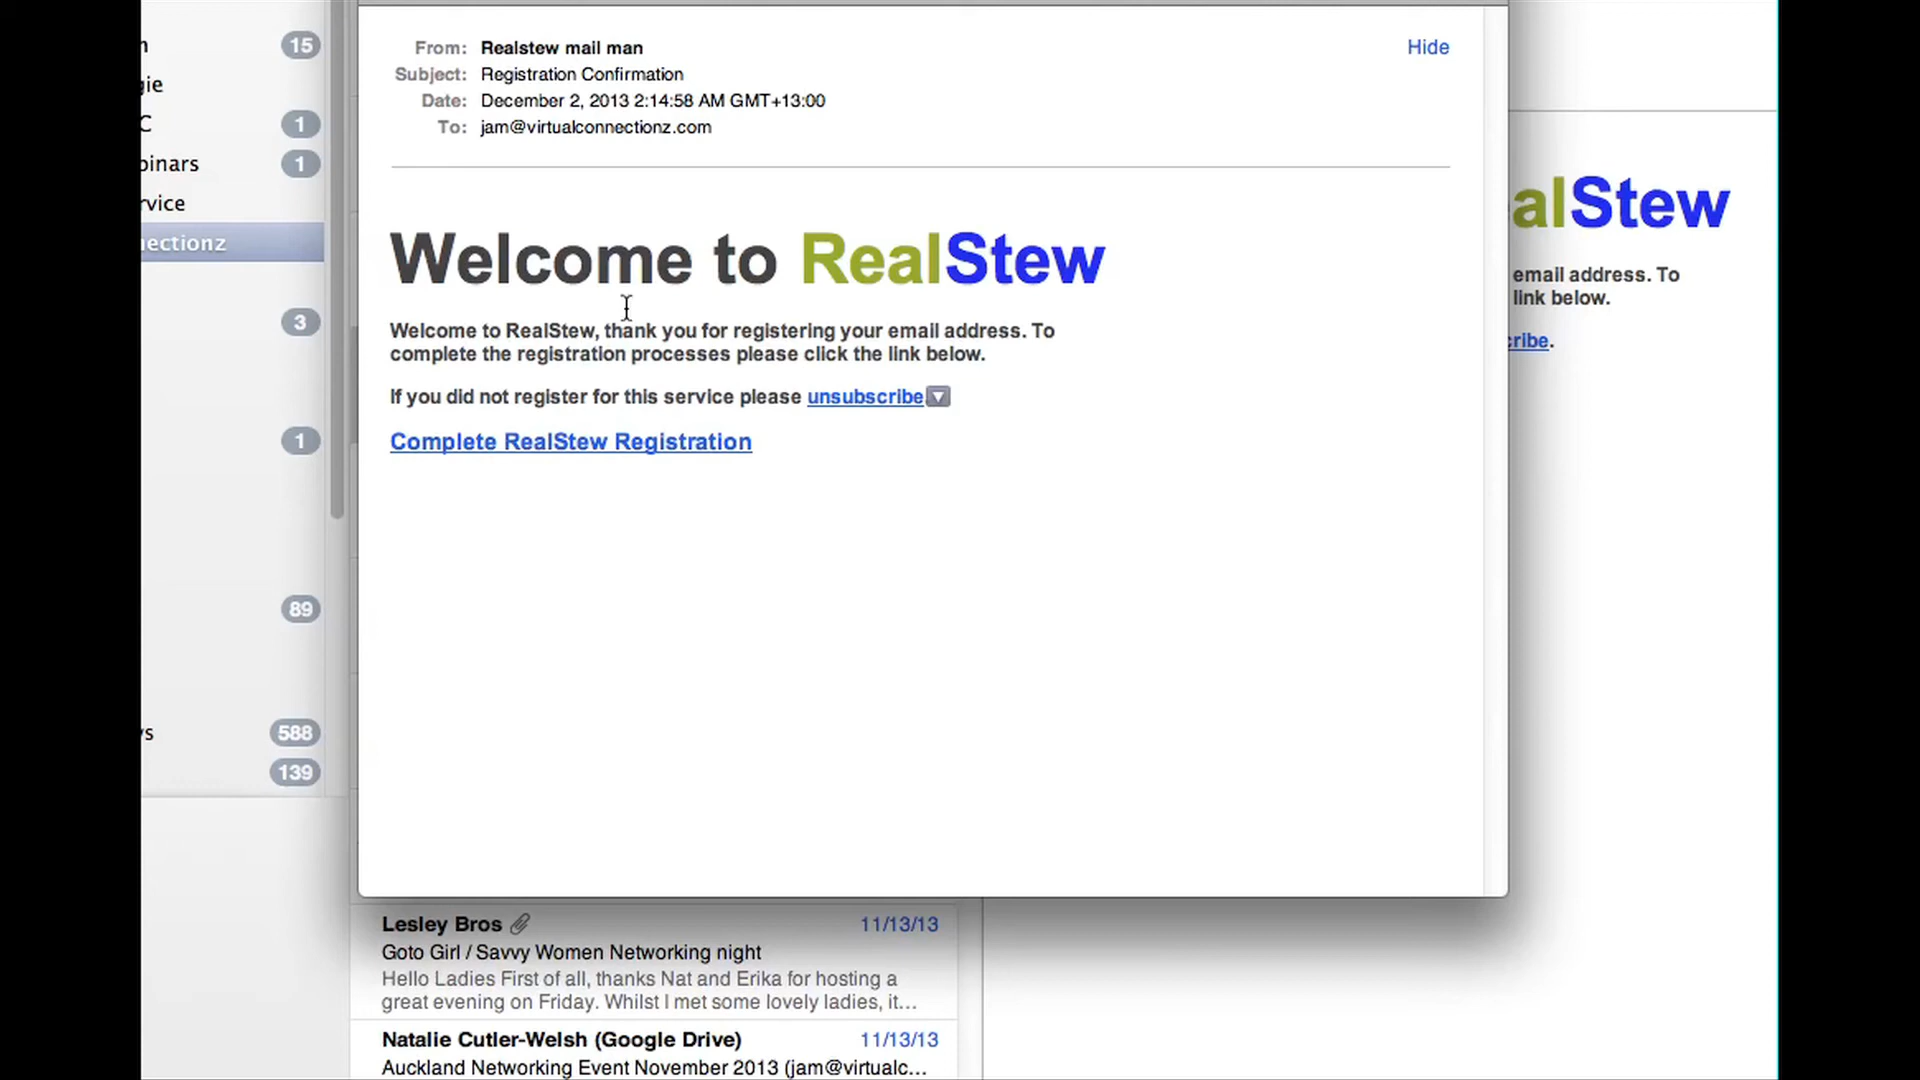 15
1
1
3
1
89
588
139
binars
rvice
nectionz
From: Realstew mail man
Hide
Subject: Registration Confirmation
Date: December 2, 2013 2:14:58 AM GMT+13:00
To: jam@virtualconnectionz.com
Welcome to RealStew
Welcome to RealStew, thank you for registering your email address. To
complete the registration processes please click the link below.
If you did not register for this service please unsubscribe
Complete RealStew Registration
alStew
email address. To
link below.
cribe.
Lesley Bros 11/13/13
Goto Girl / Savvy Women Networking night
Hello Ladies First of all, thanks Nat and Erika for hosting a
great evening on Friday. Whilst I met some lovely ladies, it...
Natalie Cutler-Welsh (Google Drive) 11/13/13
Auckland Networking Event November 2013 (jam@virtualc...